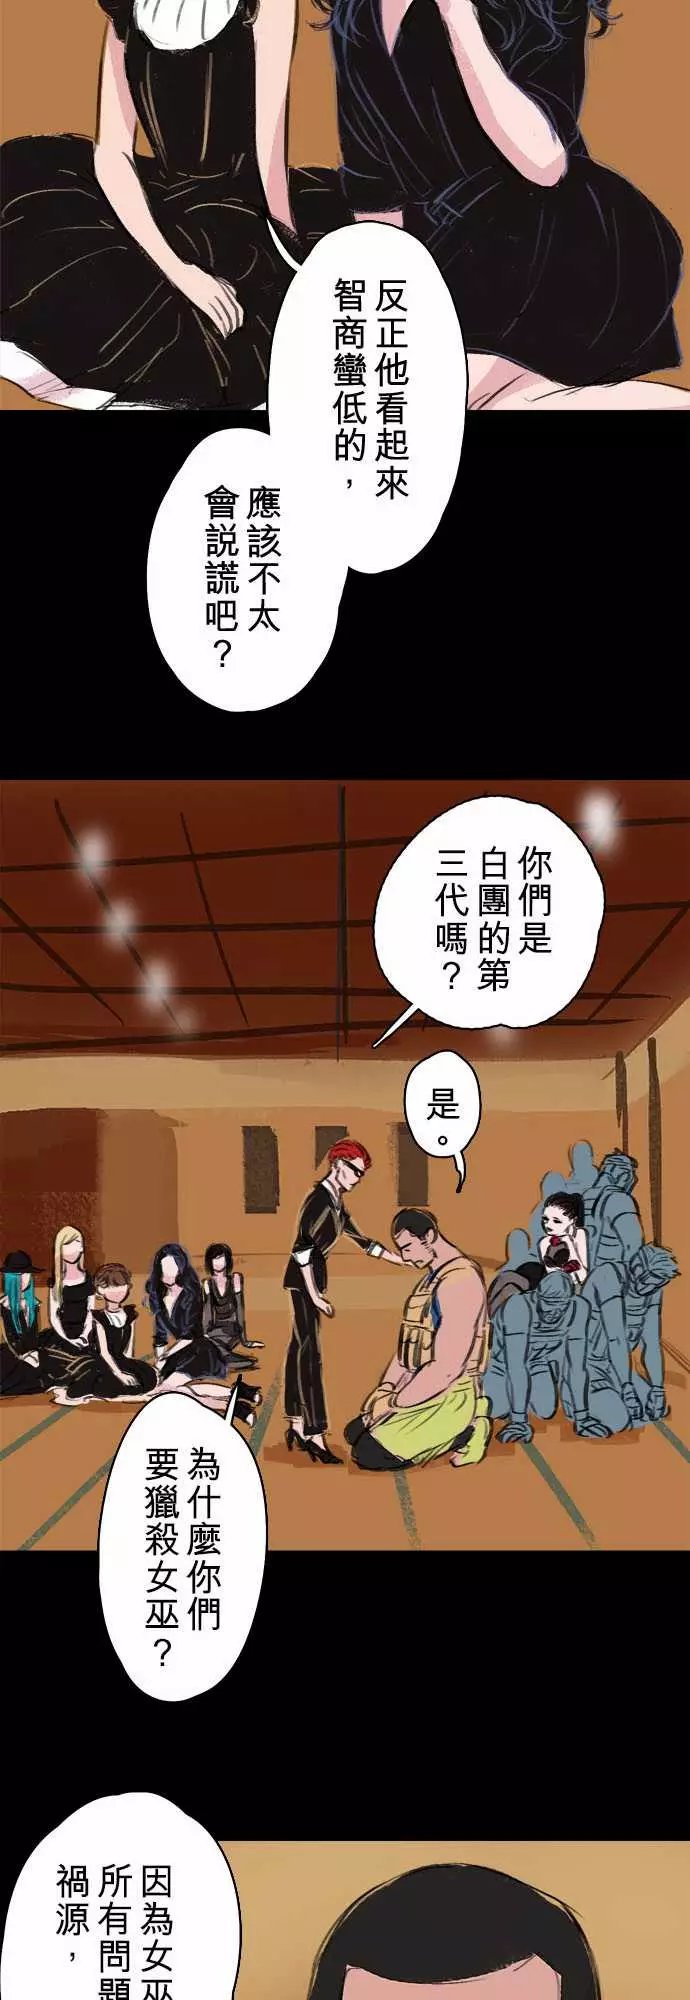 反正他看起來
智商蠻低的，
應該不太
會説謊吧？
你們是
白團的第
三代嗎？
是。
為什麼你們
要獵殺女巫？
因為女巫
所有問題
禍源，